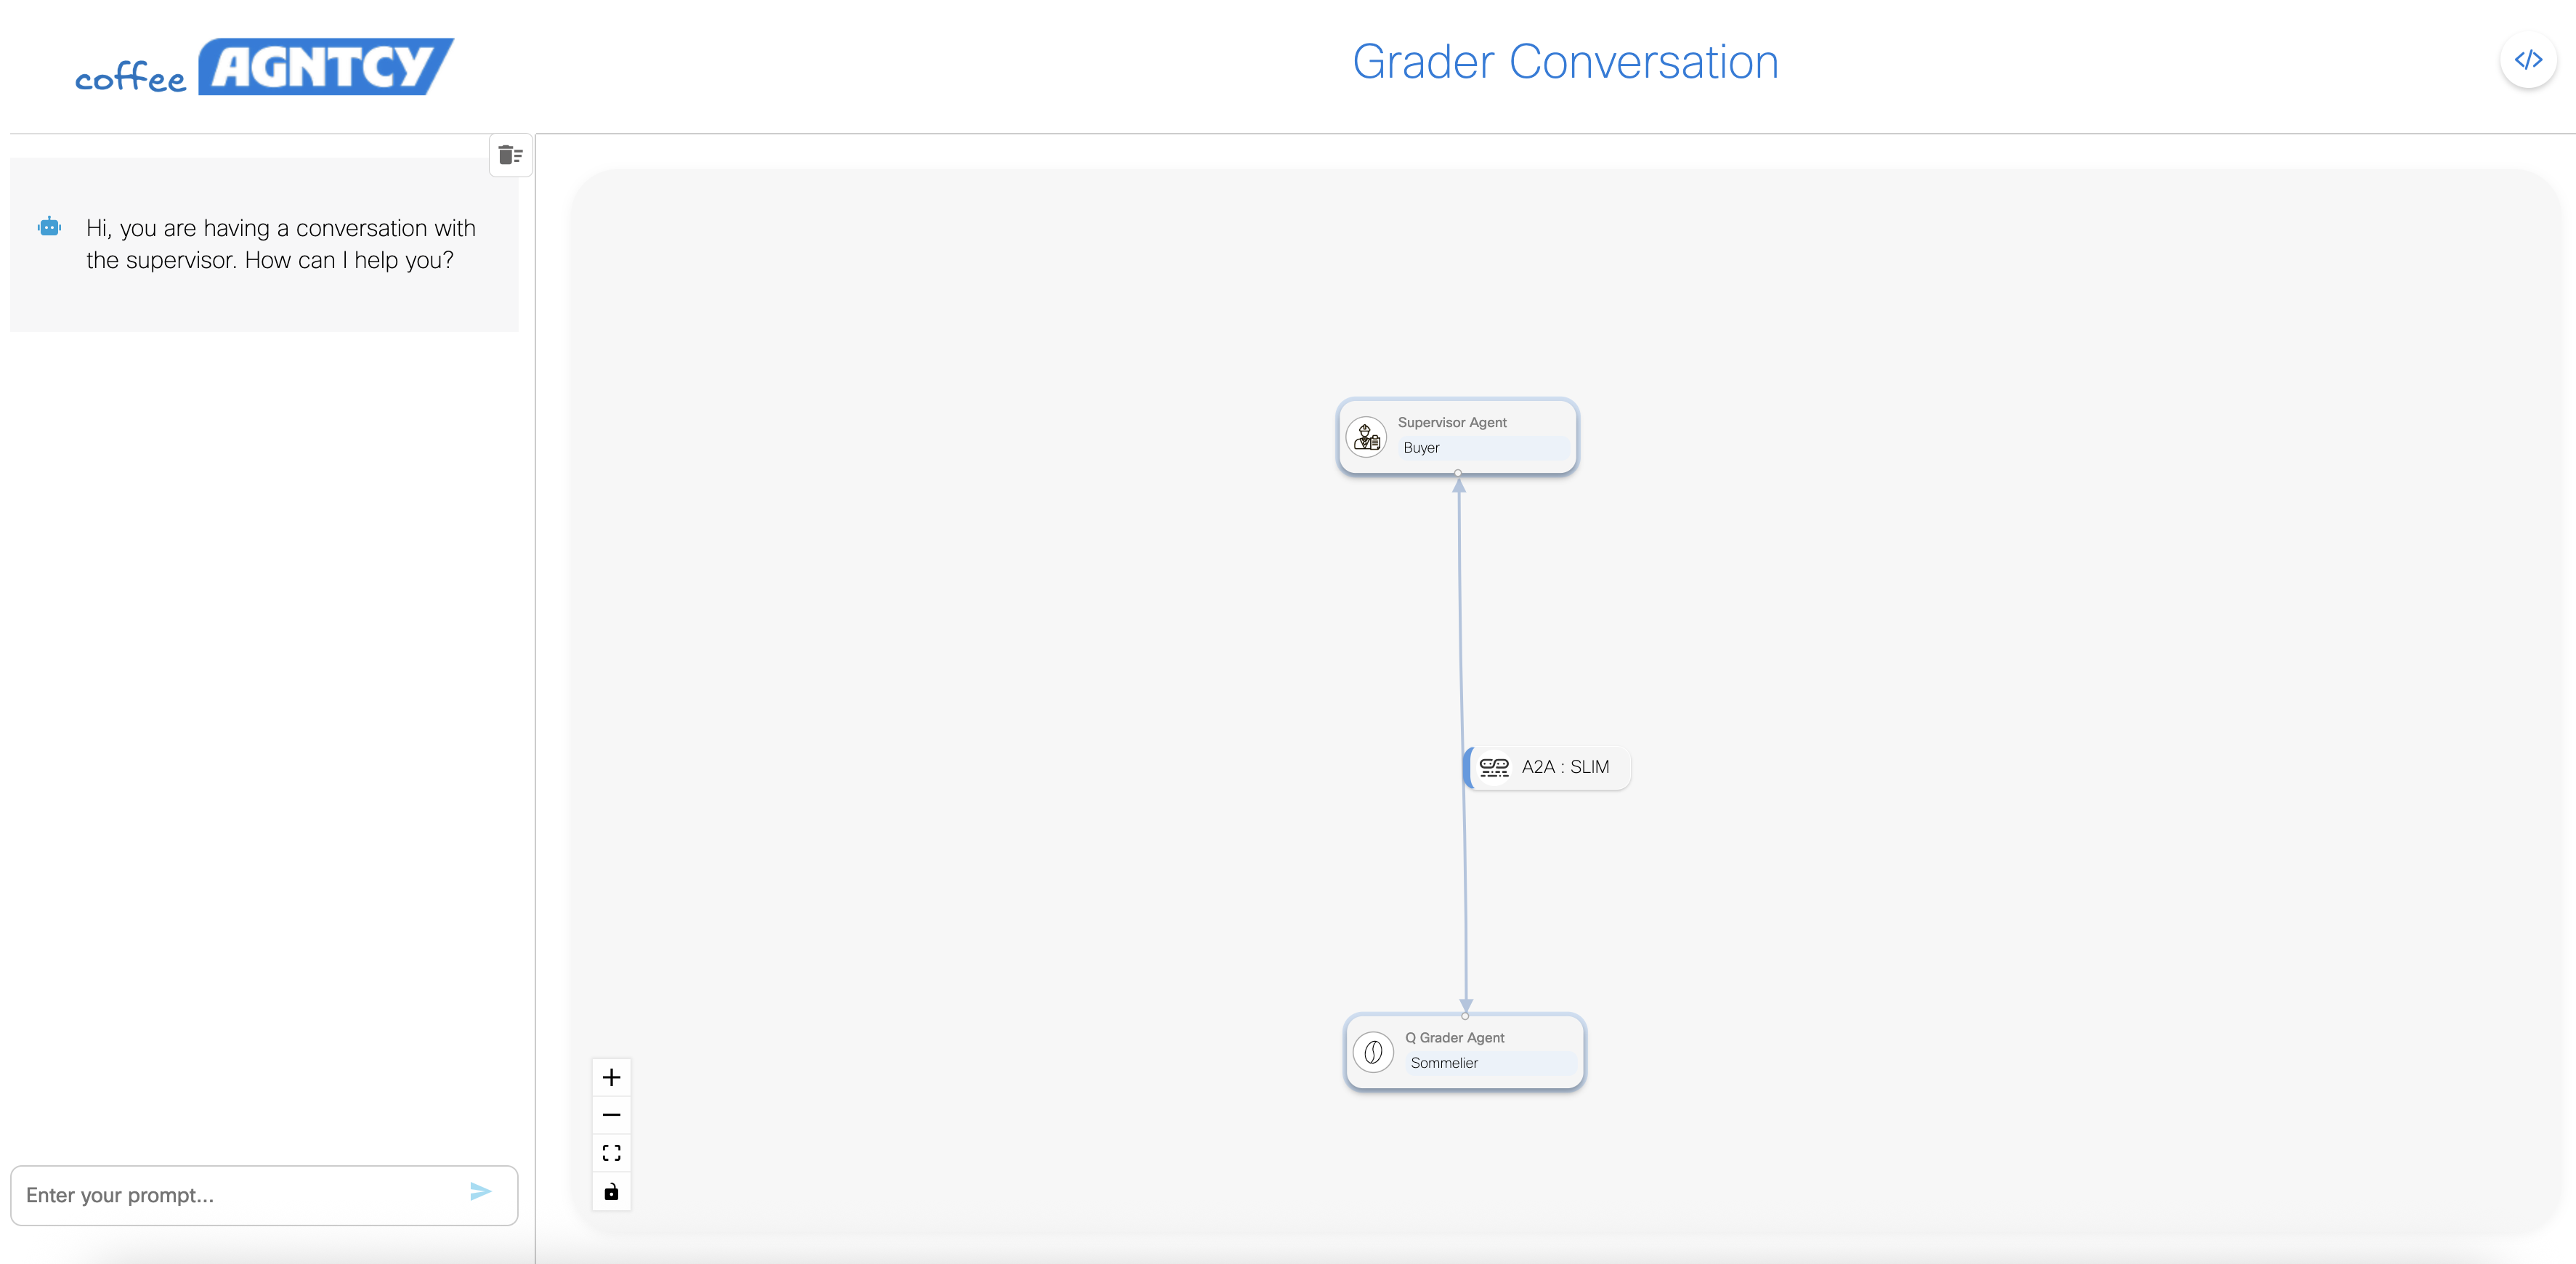 coffee AGNTCY
Grader Conversation
</>
Hi, you are having a conversation with
the supervisor. How can I help you?
Supervisor Agent
Buyer
A2A : SLIM
Q Grader Agent
Sommelier
Enter your prompt...